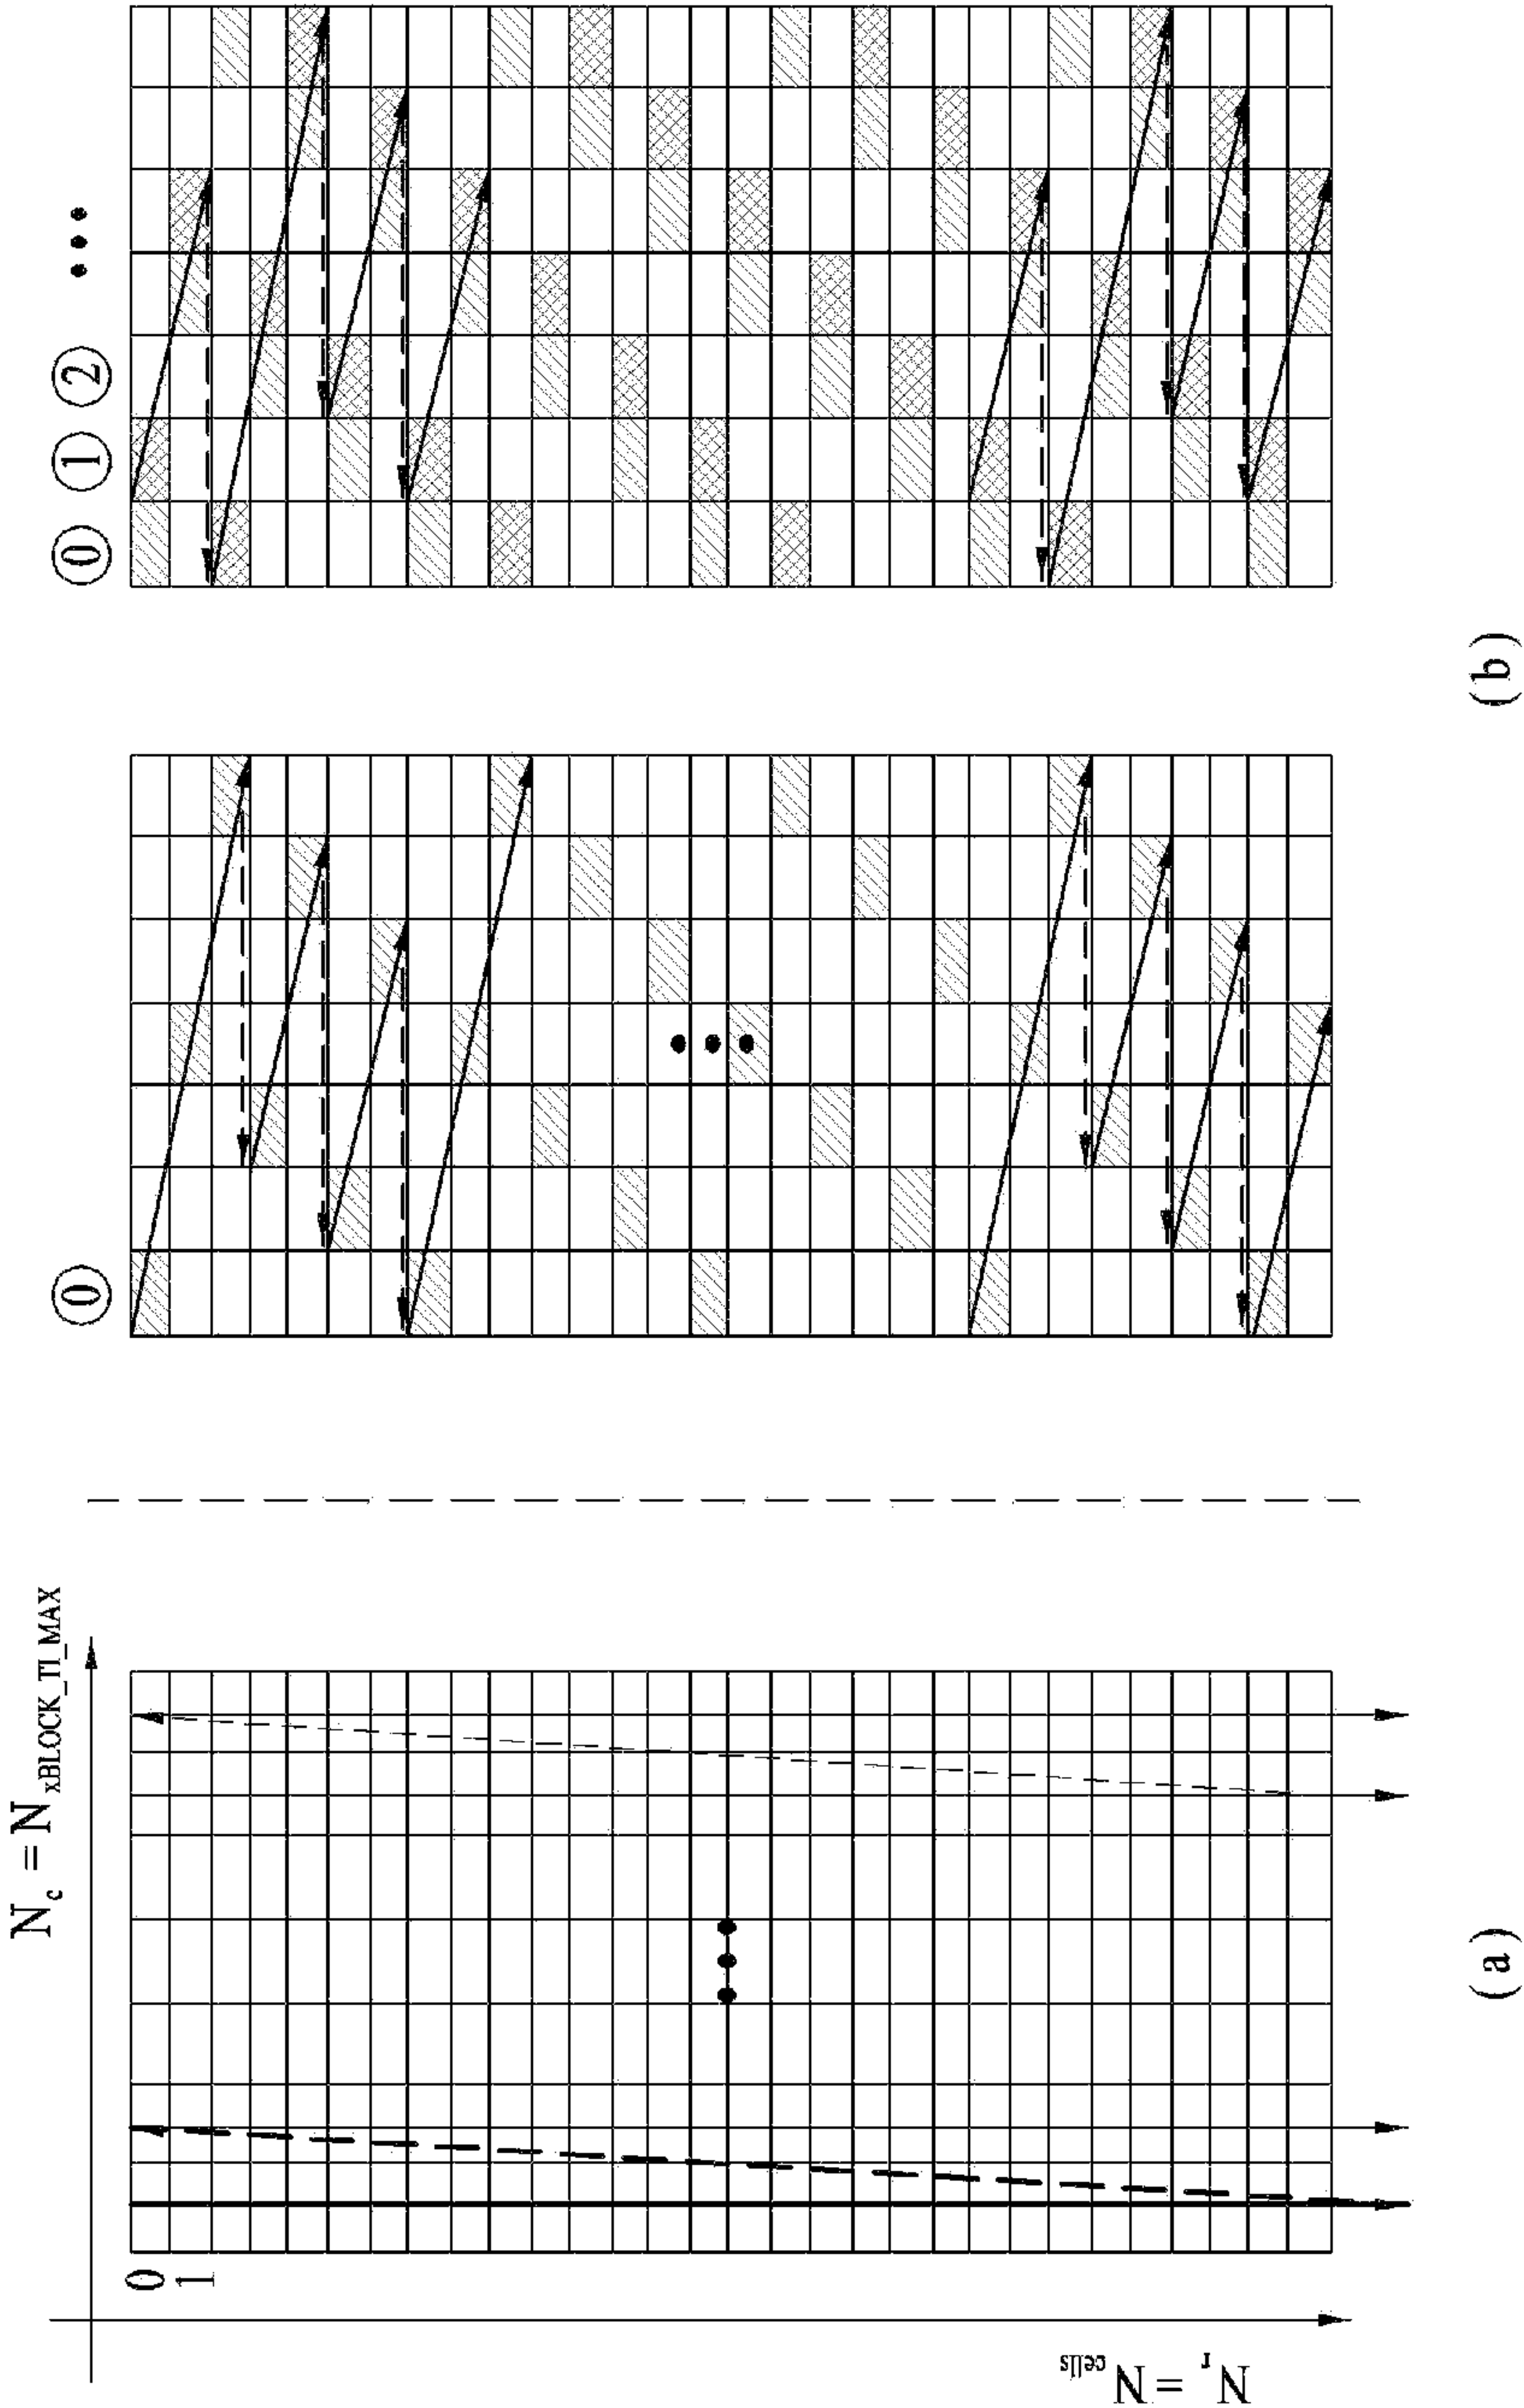 N_c = N_xBLOCK_TI_MAX
0
1
N_r = N_cells
(a)
0
0 1 2 •••
(b)